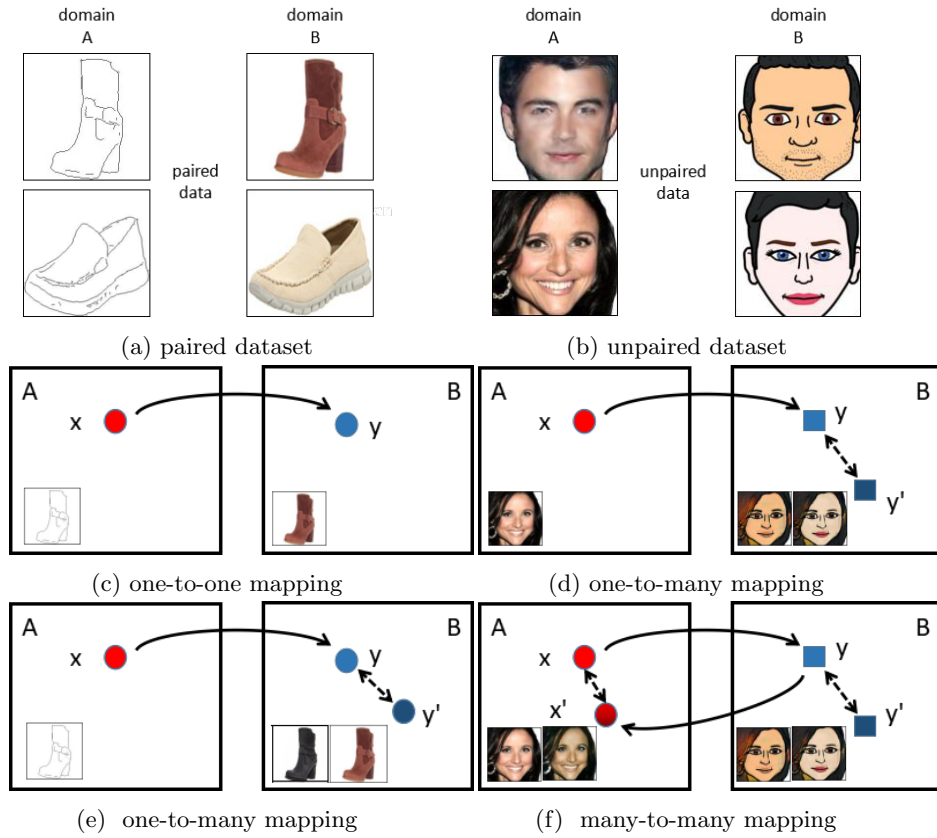 domain
A
domain
B
domain
A
domain
B
paired
data
unpaired
data
(a) paired dataset
(b) unpaired dataset
A
x
B
y
A
x
B
y
y'
(c) one-to-one mapping
(d) one-to-many mapping
A
x
B
y
y'
A
x
x'
B
y
y'
(e) one-to-many mapping
(f) many-to-many mapping